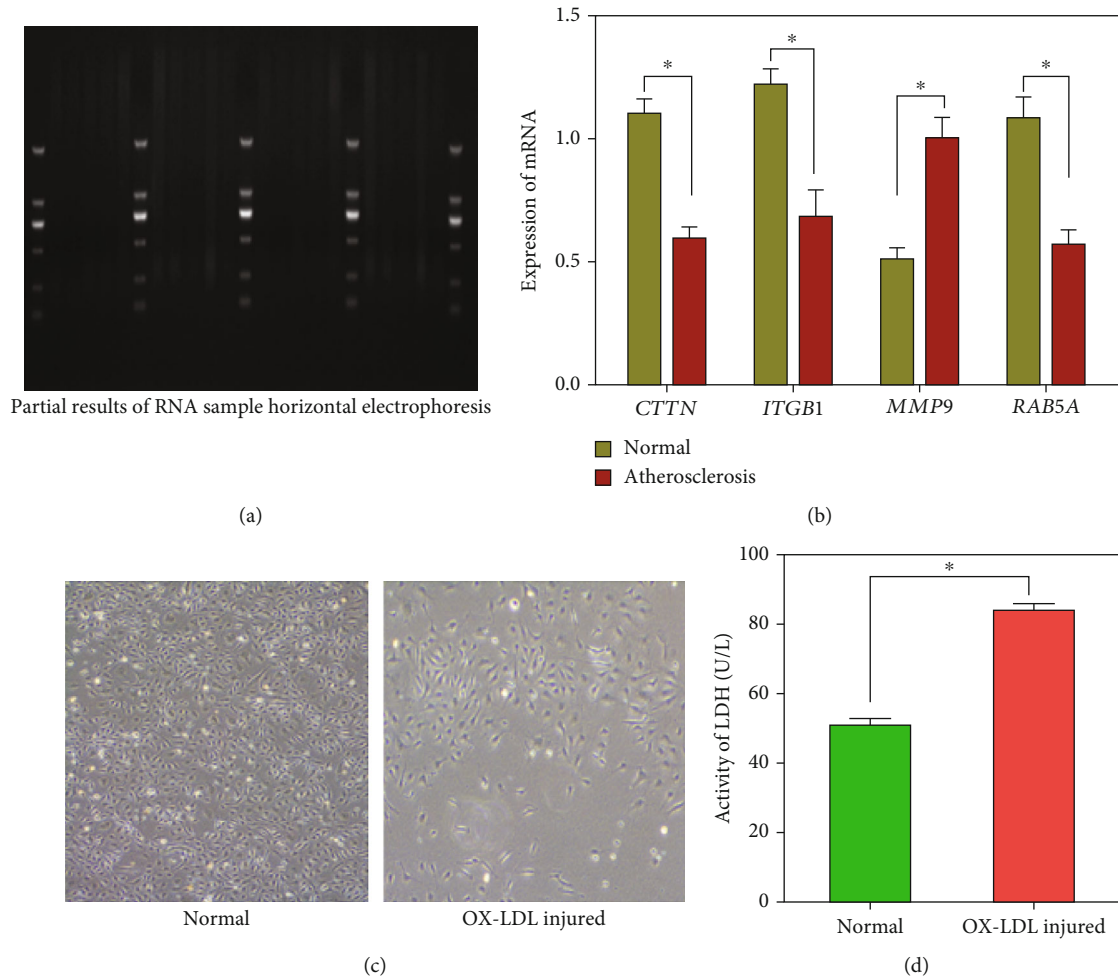 Partial results of RNA sample horizontal electrophoresis
(a)
1.5
1.0
0.5
0.0
Expression of mRNA
*
*
*
*
CTTN
ITGB1
MMP9
RAB5A
Normal
Atherosclerosis
(b)
Normal
OX-LDL injured
(c)
100
80
60
40
20
0
Activity of LDH (U/L)
*
Normal
OX-LDL injured
(d)